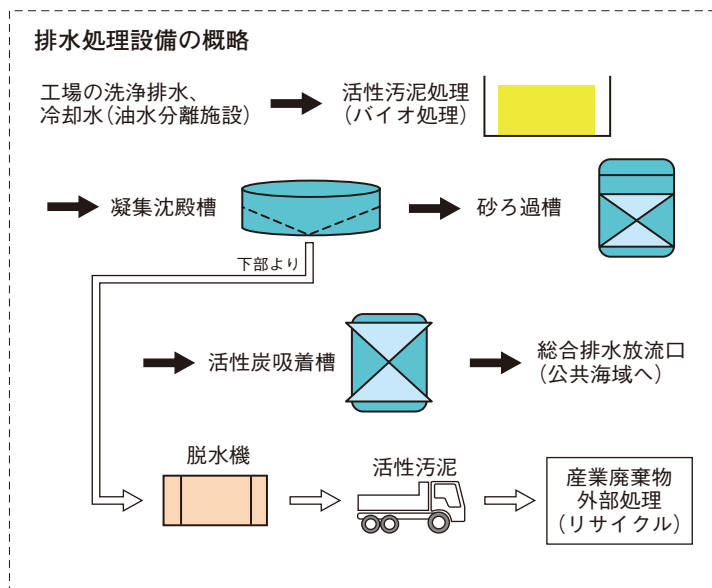 排水処理設備の概略
工場の洗浄排水、
冷却水（油水分離施設）
活性汚泥処理
（バイオ処理）
凝集沈殿槽
砂ろ過槽
下部より
活性炭吸着槽
総合排水放流口
（公共海域へ）
脱水機
活性汚泥
産業廃棄物
外部処理
（リサイクル）